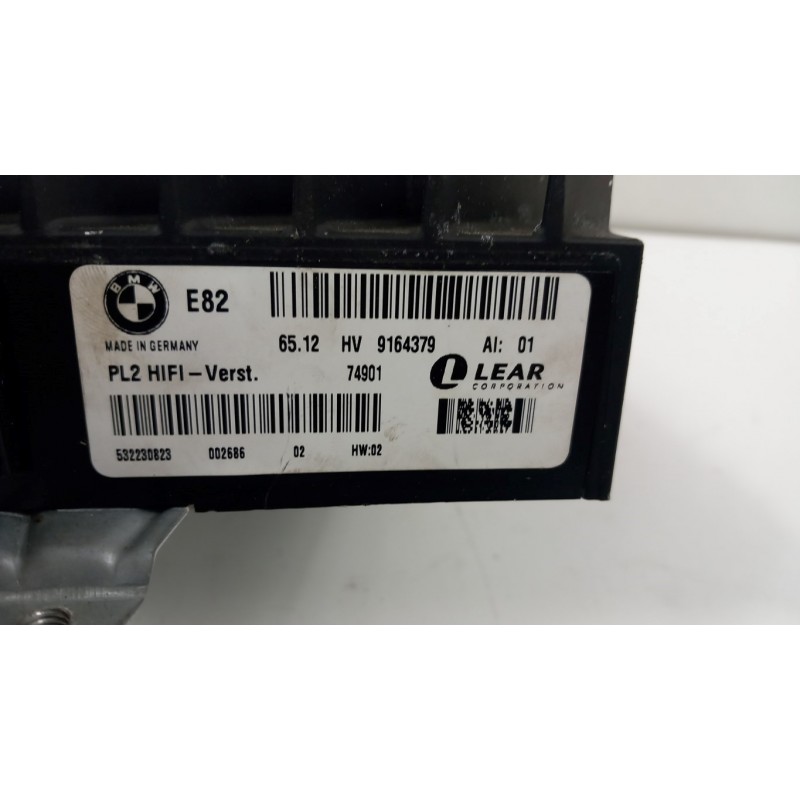 BMW E82
MADE IN GERMANY 65.12 HV 9164379 AI: 01
PL2 HIFI-Verst. 74901 L LEAR
CORPORATION
532230823 002686 02 HW:02